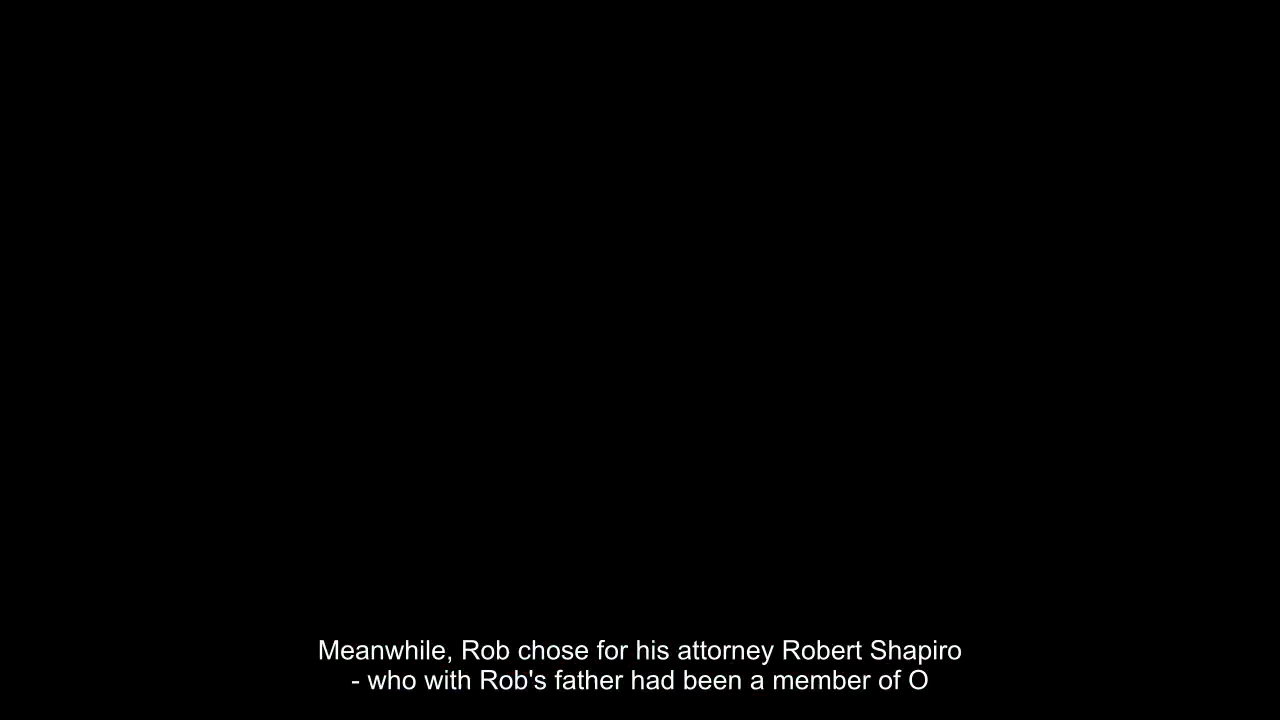 Meanwhile, Rob chose for his attorney Robert Shapiro
- who with Rob's father had been a member of O